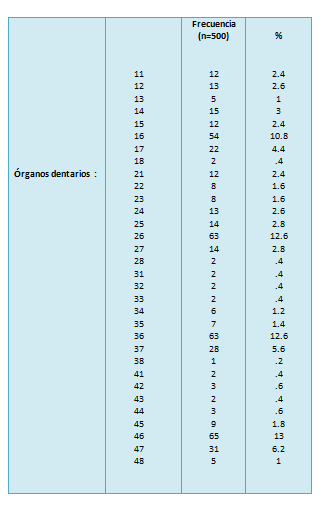 Frecuencia
(n=500) %
11 12 2.4
12 13 2.6
13 5 1
14 15 3
15 12 2.4
16 54 10.8
17 22 4.4
18 2 .4
Órganos dentarios : 21 12 2.4
22 8 1.6
23 8 1.6
24 13 2.6
25 14 2.8
26 63 12.6
27 14 2.8
28 2 .4
31 2 .4
32 2 .4
33 2 .4
34 6 1.2
35 7 1.4
36 63 12.6
37 28 5.6
38 1 .2
41 2 .4
42 3 .6
43 2 .4
44 3 .6
45 9 1.8
46 65 13
47 31 6.2
48 5 1